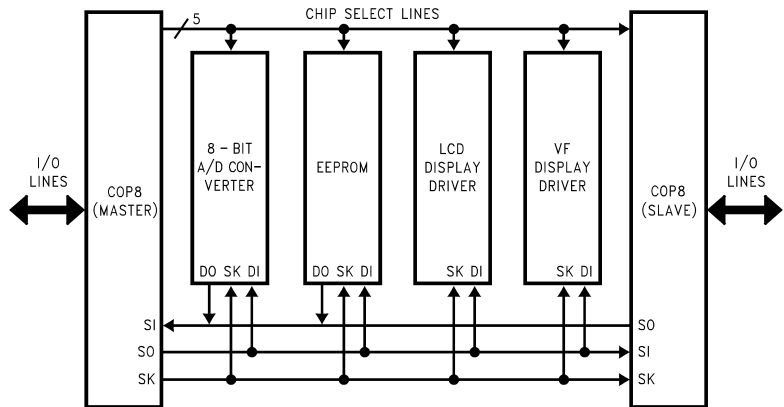 5
CHIP SELECT LINES
I/O
LINES
COP8
(MASTER)
8 – BIT
A/D CON-
VERTER
EEPROM
LCD
DISPLAY
DRIVER
VF
DISPLAY
DRIVER
COP8
(SLAVE)
I/O
LINES
DO SK DI
DO SK DI
SK DI
SK DI
SI
SO
SO
SI
SK
SK